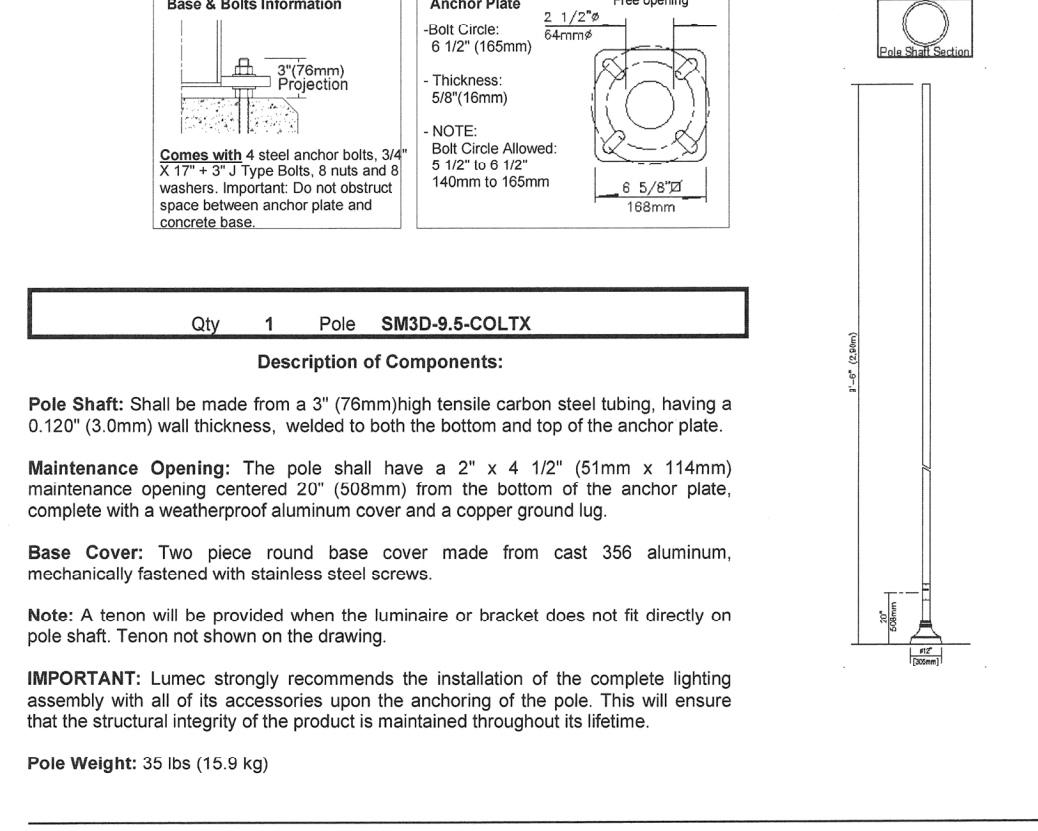 Base & Bolts Information
3"(76mm)
Projection
Comes with 4 steel anchor bolts, 3/4"
X 17" + 3" J Type Bolts, 8 nuts and 8
washers. Important: Do not obstruct
space between anchor plate and
concrete base.
Anchor Plate
-Bolt Circle:
6 1/2" (165mm)
- Thickness:
5/8"(16mm)
- NOTE:
Bolt Circle Allowed:
5 1/2" to 6 1/2"
140mm to 165mm
Free opening
2 1/2"ø
64mmø
6 5/8"
168mm
Pole Shaft Section
Qty 1 Pole SM3D-9.5-COLTX
Description of Components:
Pole Shaft: Shall be made from a 3" (76mm)high tensile carbon steel tubing, having a
0.120" (3.0mm) wall thickness, welded to both the bottom and top of the anchor plate.
Maintenance Opening: The pole shall have a 2" x 4 1/2" (51mm x 114mm)
maintenance opening centered 20" (508mm) from the bottom of the anchor plate,
complete with a weatherproof aluminum cover and a copper ground lug.
Base Cover: Two piece round base cover made from cast 356 aluminum,
mechanically fastened with stainless steel screws.
Note: A tenon will be provided when the luminaire or bracket does not fit directly on
pole shaft. Tenon not shown on the drawing.
IMPORTANT: Lumec strongly recommends the installation of the complete lighting
assembly with all of its accessories upon the anchoring of the pole. This will ensure
that the structural integrity of the product is maintained throughout its lifetime.
Pole Weight: 35 lbs (15.9 kg)
9'-6" (2,90m)
20"
508mm
ø12"
[305mm]